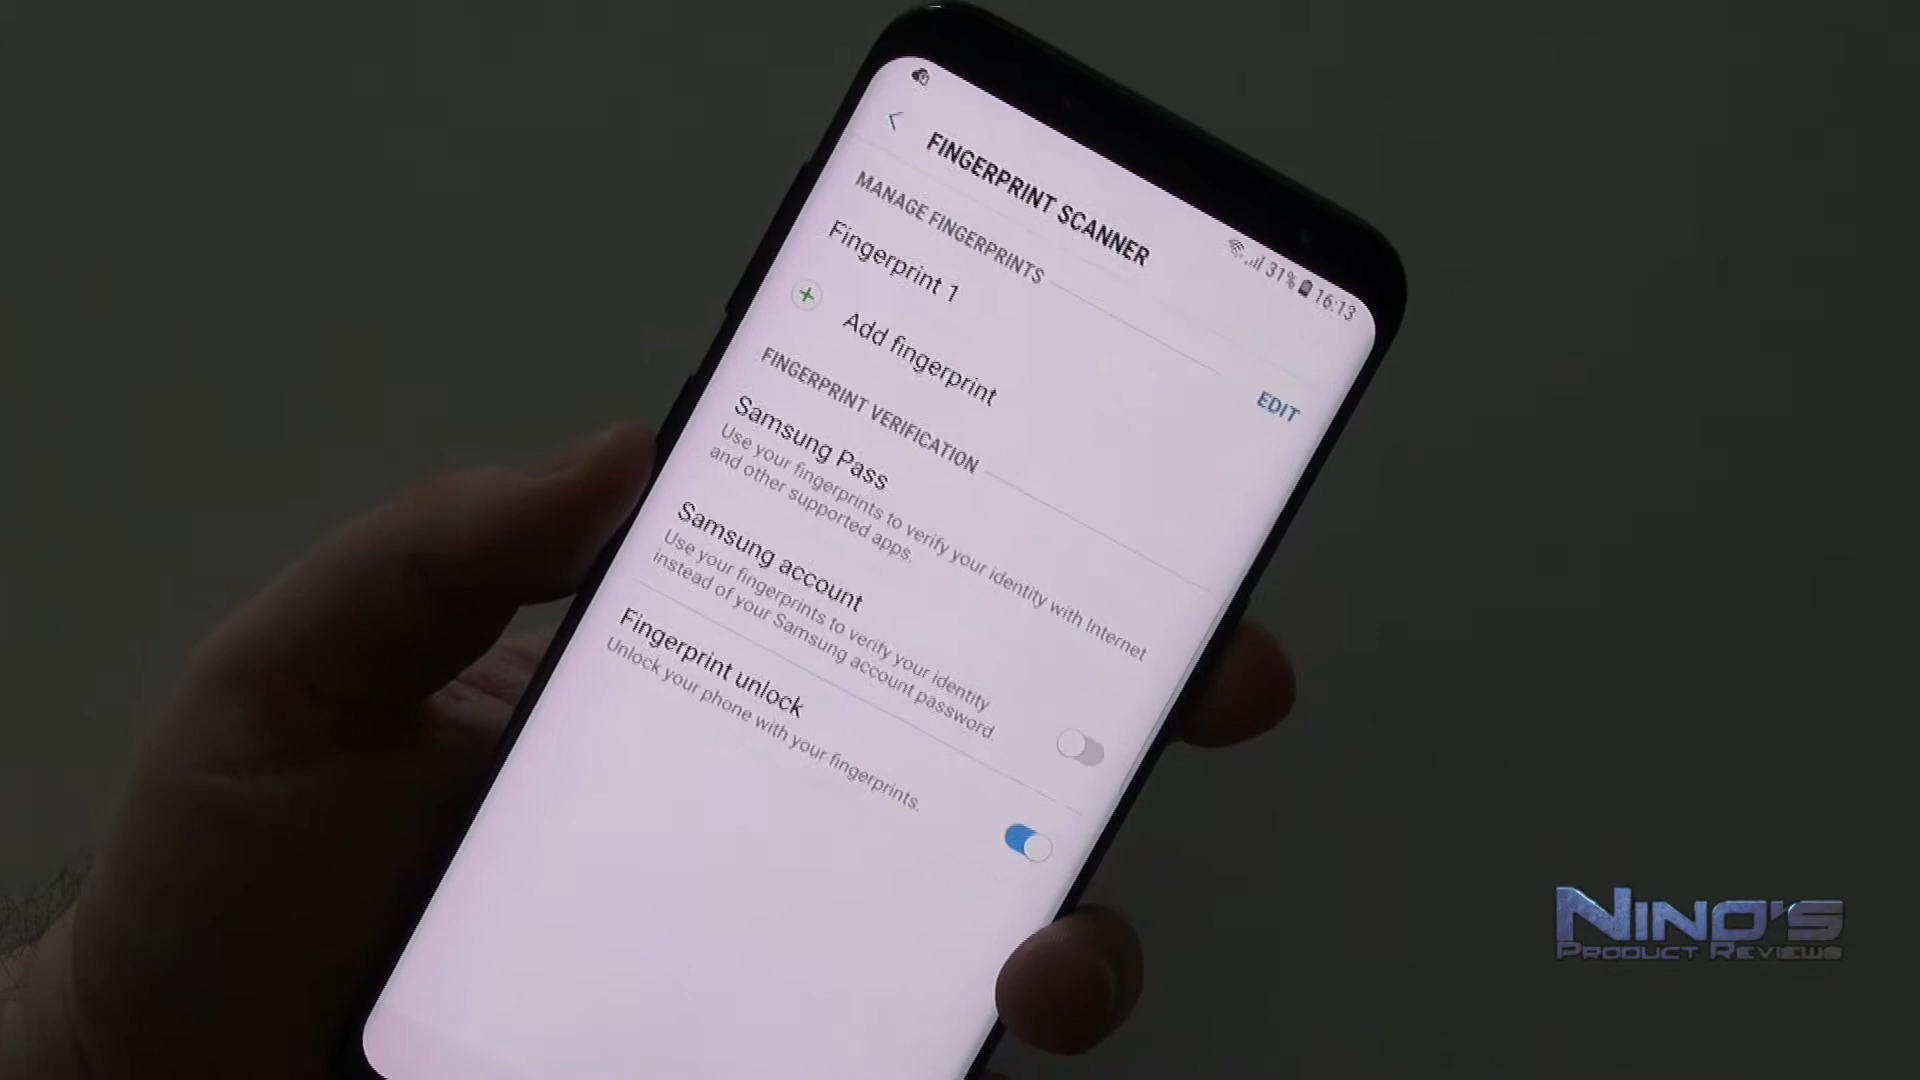 31% 16:13
FINGERPRINT SCANNER
EDIT
MANAGE FINGERPRINTS
Fingerprint 1
Add fingerprint
FINGERPRINT VERIFICATION
Samsung Pass
Use your fingerprints to verify your identity with Internet
and other supported apps.
Samsung account
Use your fingerprints to verify your identity
instead of your Samsung account password.
Fingerprint unlock
Unlock your phone with your fingerprints.
NINO'S
PRODUCT REVIEWS